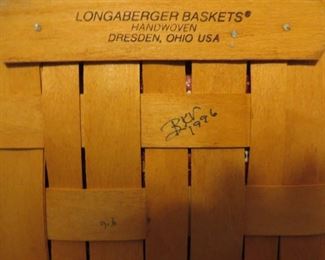 LONGABERGER BASKETS®
HANDWOVEN
DRESDEN, OHIO USA
1996